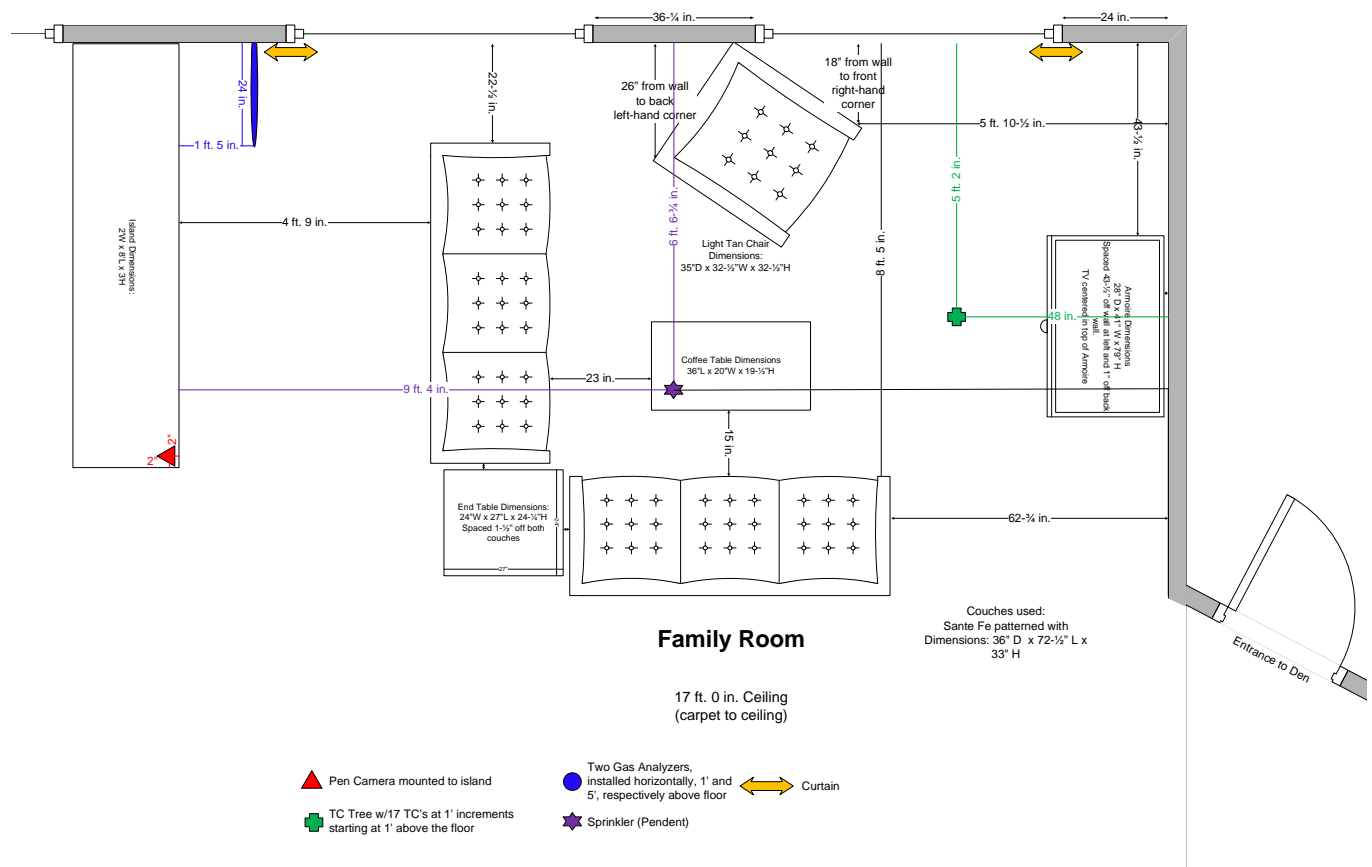 36-¼ in.
24 in.
24 in.
1 ft. 5 in.
22-½ in.
26" from wall
to back
left-hand corner
18" from wall
to front
right-hand
corner
5 ft. 10-½ in.
43-½ in.
5 ft. 2 in.
4 ft. 9 in.
6 ft. 6-¾ in.
8 ft. 5 in.
Island Dimensions:
2'W x 8'L x 3'H
Light Tan Chair
Dimensions:
35"D x 32-½"W x 32-½"H
Armoire Dimensions
28" D x 41" W x 79" H
Spaced 43-½" off wall at left and 1" off back
wall.
TV centered in top of Armoire
48 in.
Coffee Table Dimensions
36"L x 20"W x 19-½"H
23 in.
9 ft. 4 in.
15 in.
2"
2"
End Table Dimensions:
24"W x 27"L x 24-¼"H
Spaced 1-½" off both
couches
24"
27"
62-¾ in.
Couches used:
Sante Fe patterned with
Dimensions: 36" D x 72-½" L x
33" H
Entrance to Den
Family Room
17 ft. 0 in. Ceiling
(carpet to ceiling)
Pen Camera mounted to island
TC Tree w/17 TC's at 1' increments
starting at 1' above the floor
Two Gas Analyzers,
installed horizontally, 1' and
5', respectively above floor
Sprinkler (Pendent)
Curtain